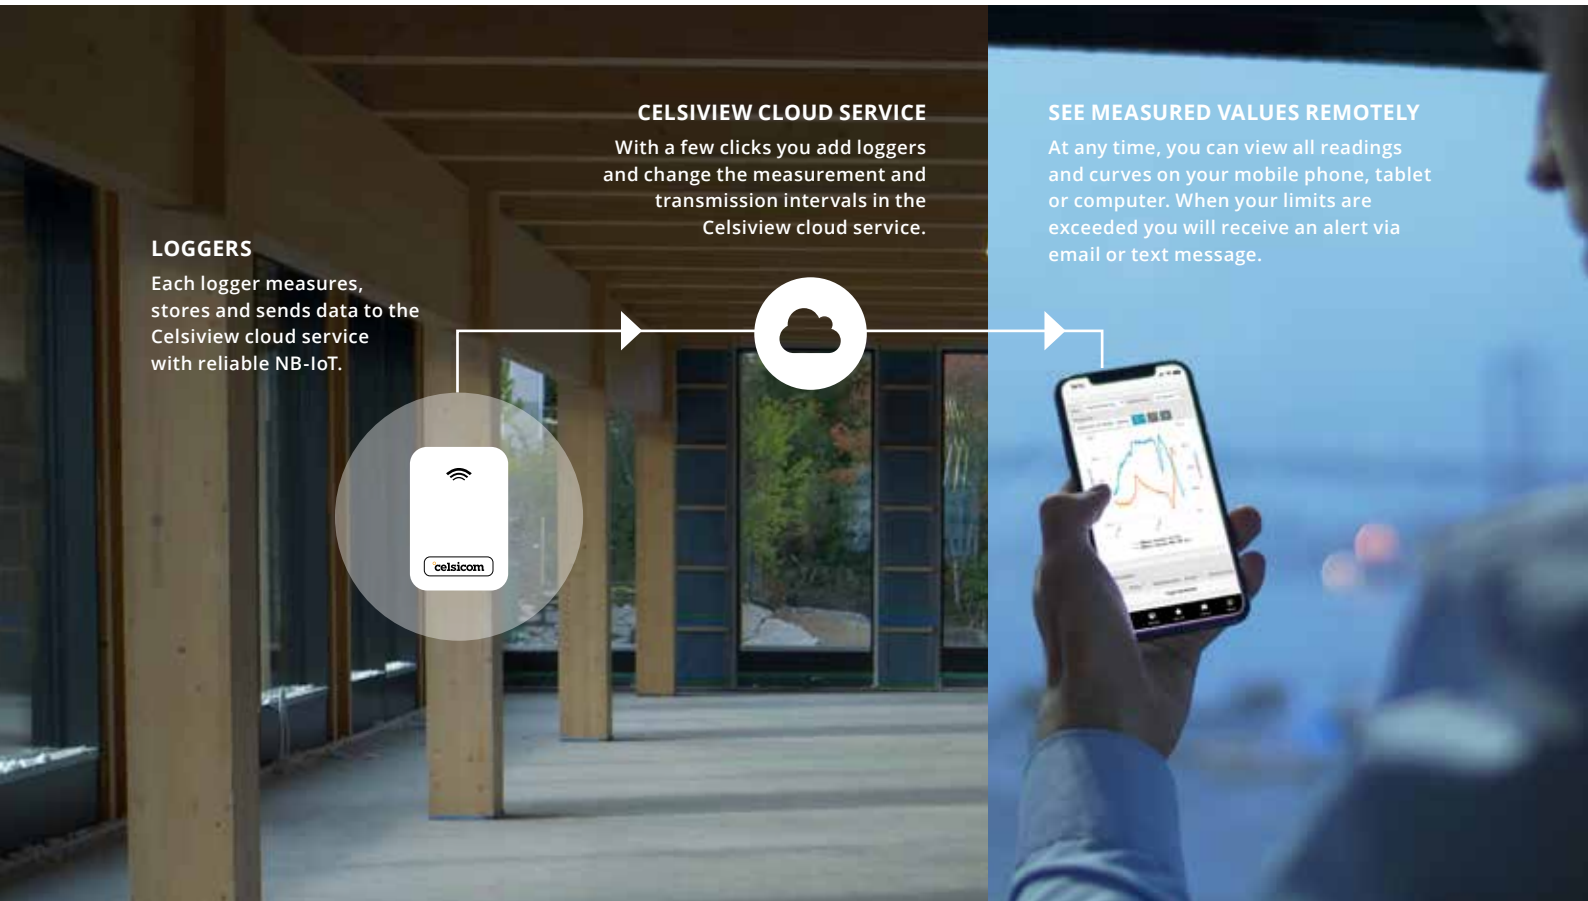 LOGGERS
Each logger measures,
stores and sends data to the
Celsiview cloud service
with reliable NB-IoT.
celsicom
CELSIVIEW CLOUD SERVICE
With a few clicks you add loggers
and change the measurement and
transmission intervals in the
Celsiview cloud service.
SEE MEASURED VALUES REMOTELY
At any time, you can view all readings
and curves on your mobile phone, tablet
or computer. When your limits are
exceeded you will receive an alert via
email or text message.